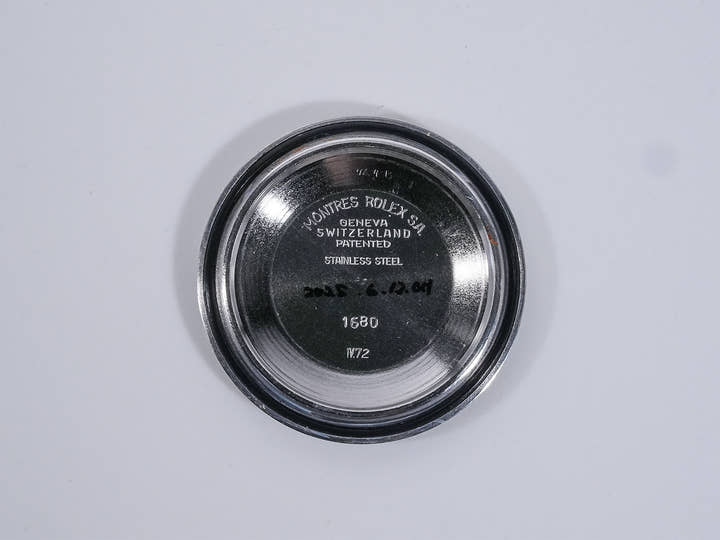 MONTRES ROLEX S.A.
GENEVA
SWITZERLAND
PATENTED
STAINLESS STEEL
2025.6.12.04
1680
IV.72